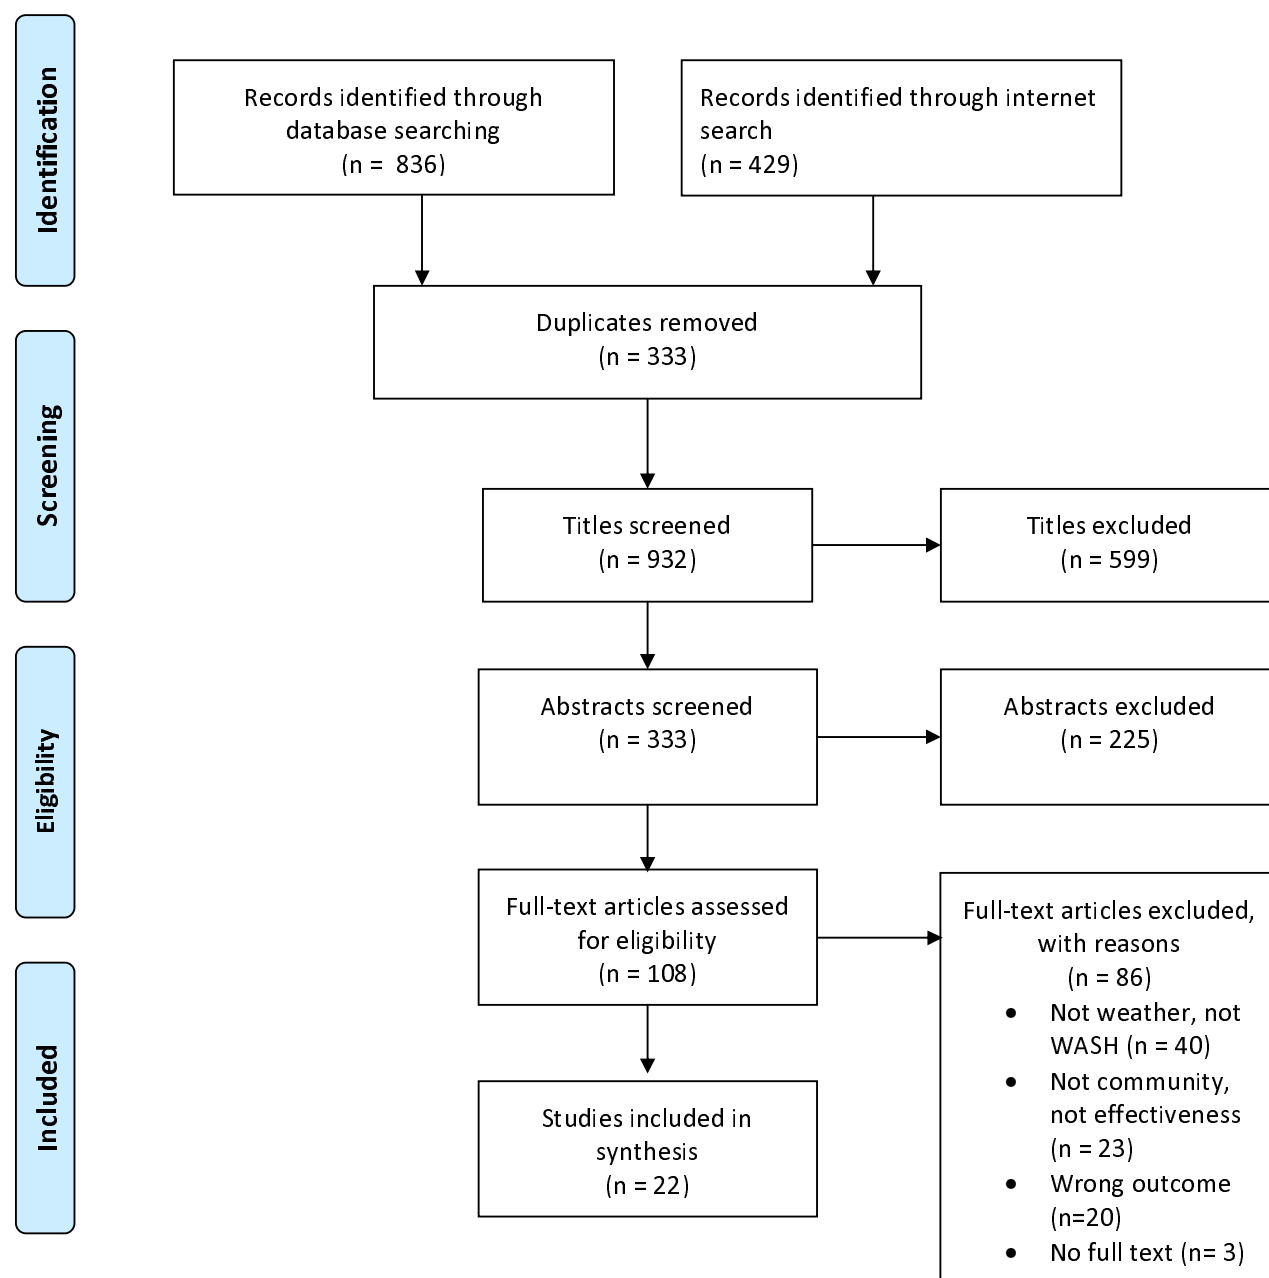 Identification
Records identified through
database searching
(n =  836)
Records identified through internet
search
(n = 429)
Duplicates removed
(n = 333)
Screening
Titles screened
(n = 932)
Titles excluded
(n = 599)
Eligibility
Abstracts screened
(n = 333)
Abstracts excluded
(n = 225)
Full-text articles assessed
for eligibility
(n = 108)
Full-text articles excluded,
with reasons
(n = 86)
• Not weather, not
WASH (n = 40)
• Not community,
not effectiveness
(n = 23)
• Wrong outcome
(n=20)
• No full text (n= 3)
Included
Studies included in
synthesis
(n = 22)